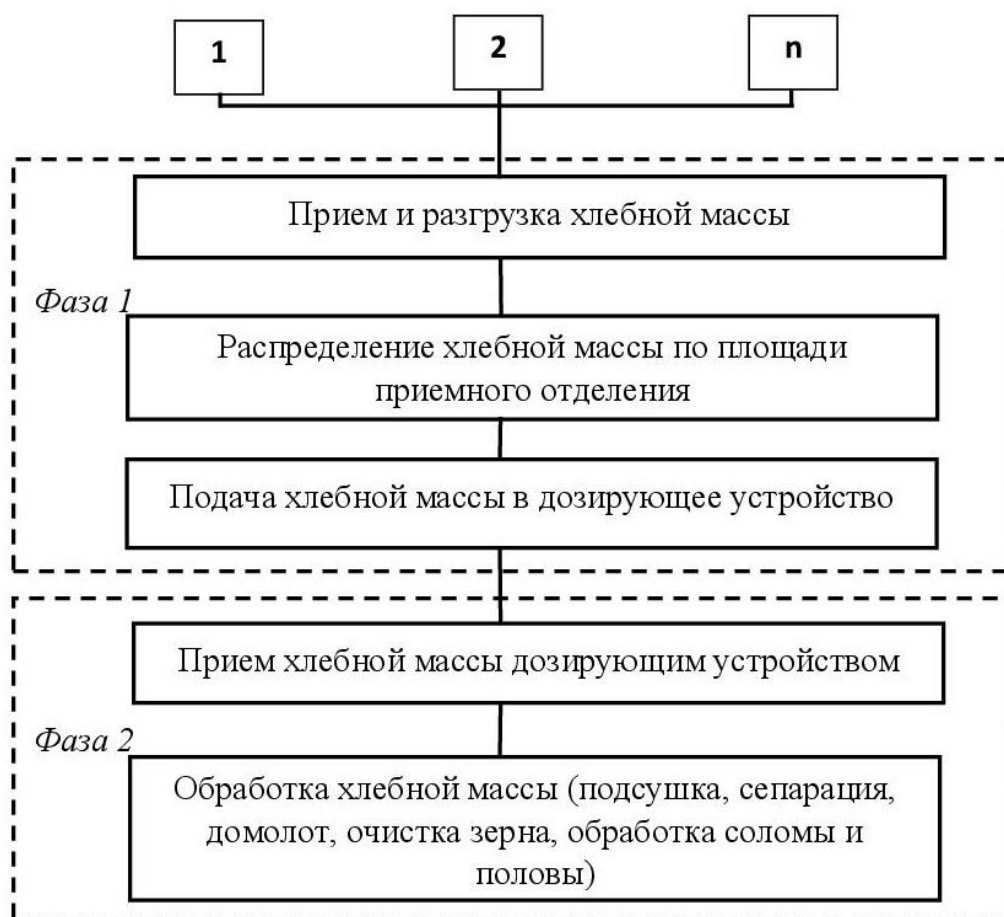 1
2
n
Прием и разгрузка хлебной массы
Фаза 1
Распределение хлебной массы по площади
приемного отделения
Подача хлебной массы в дозирующее устройство
Прием хлебной массы дозирующим устройством
Фаза 2
Обработка хлебной массы (подсушка, сепарация,
домолот, очистка зерна, обработка соломы и
половы)